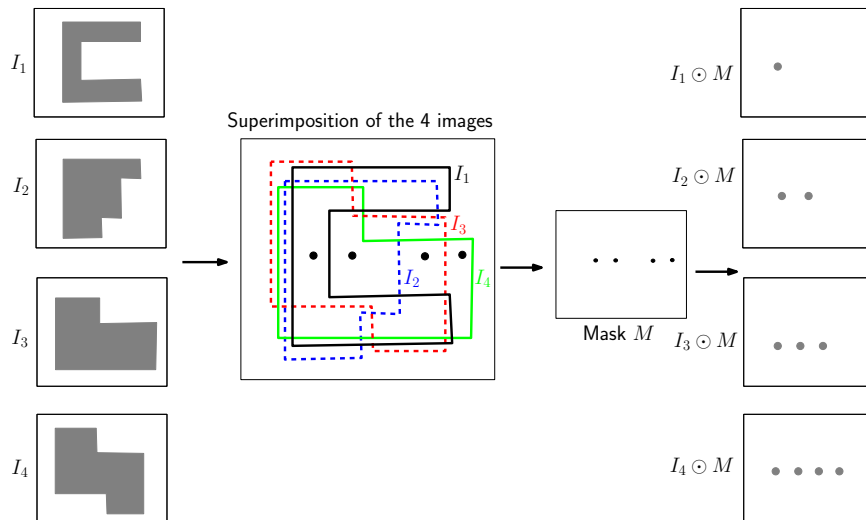 I₁
I₂
I₃
I₄
Superimposition of the 4 images
I₁
I₃
I₂
I₄
Mask M
I₁ ⊙ M
I₂ ⊙ M
I₃ ⊙ M
I₄ ⊙ M